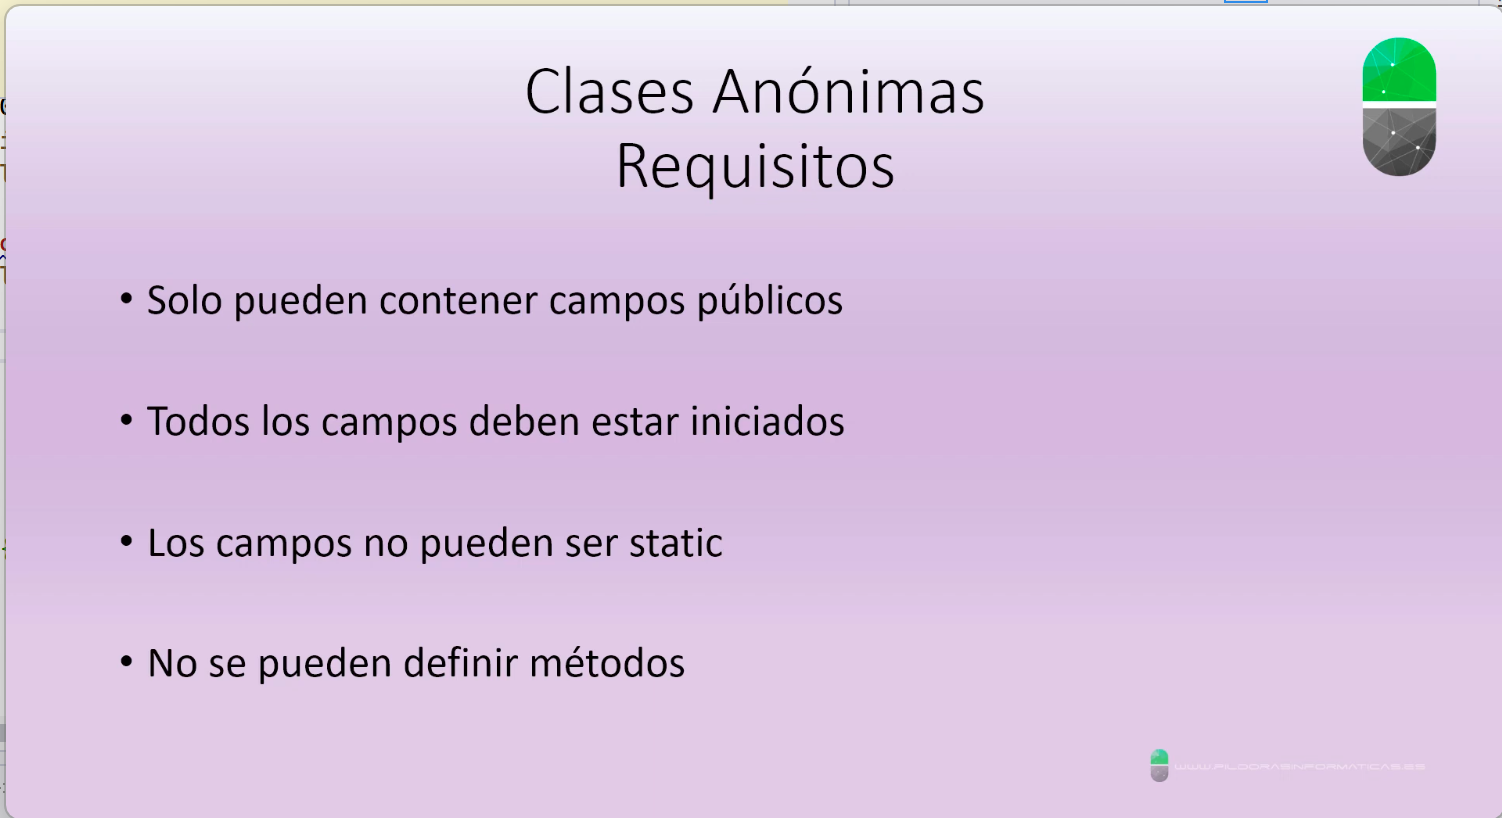 Clases Anónimas
Requisitos
• Solo pueden contener campos públicos
• Todos los campos deben estar iniciados
• Los campos no pueden ser static
• No se pueden definir métodos
WWW.PILDORASINFORMATICAS.ES